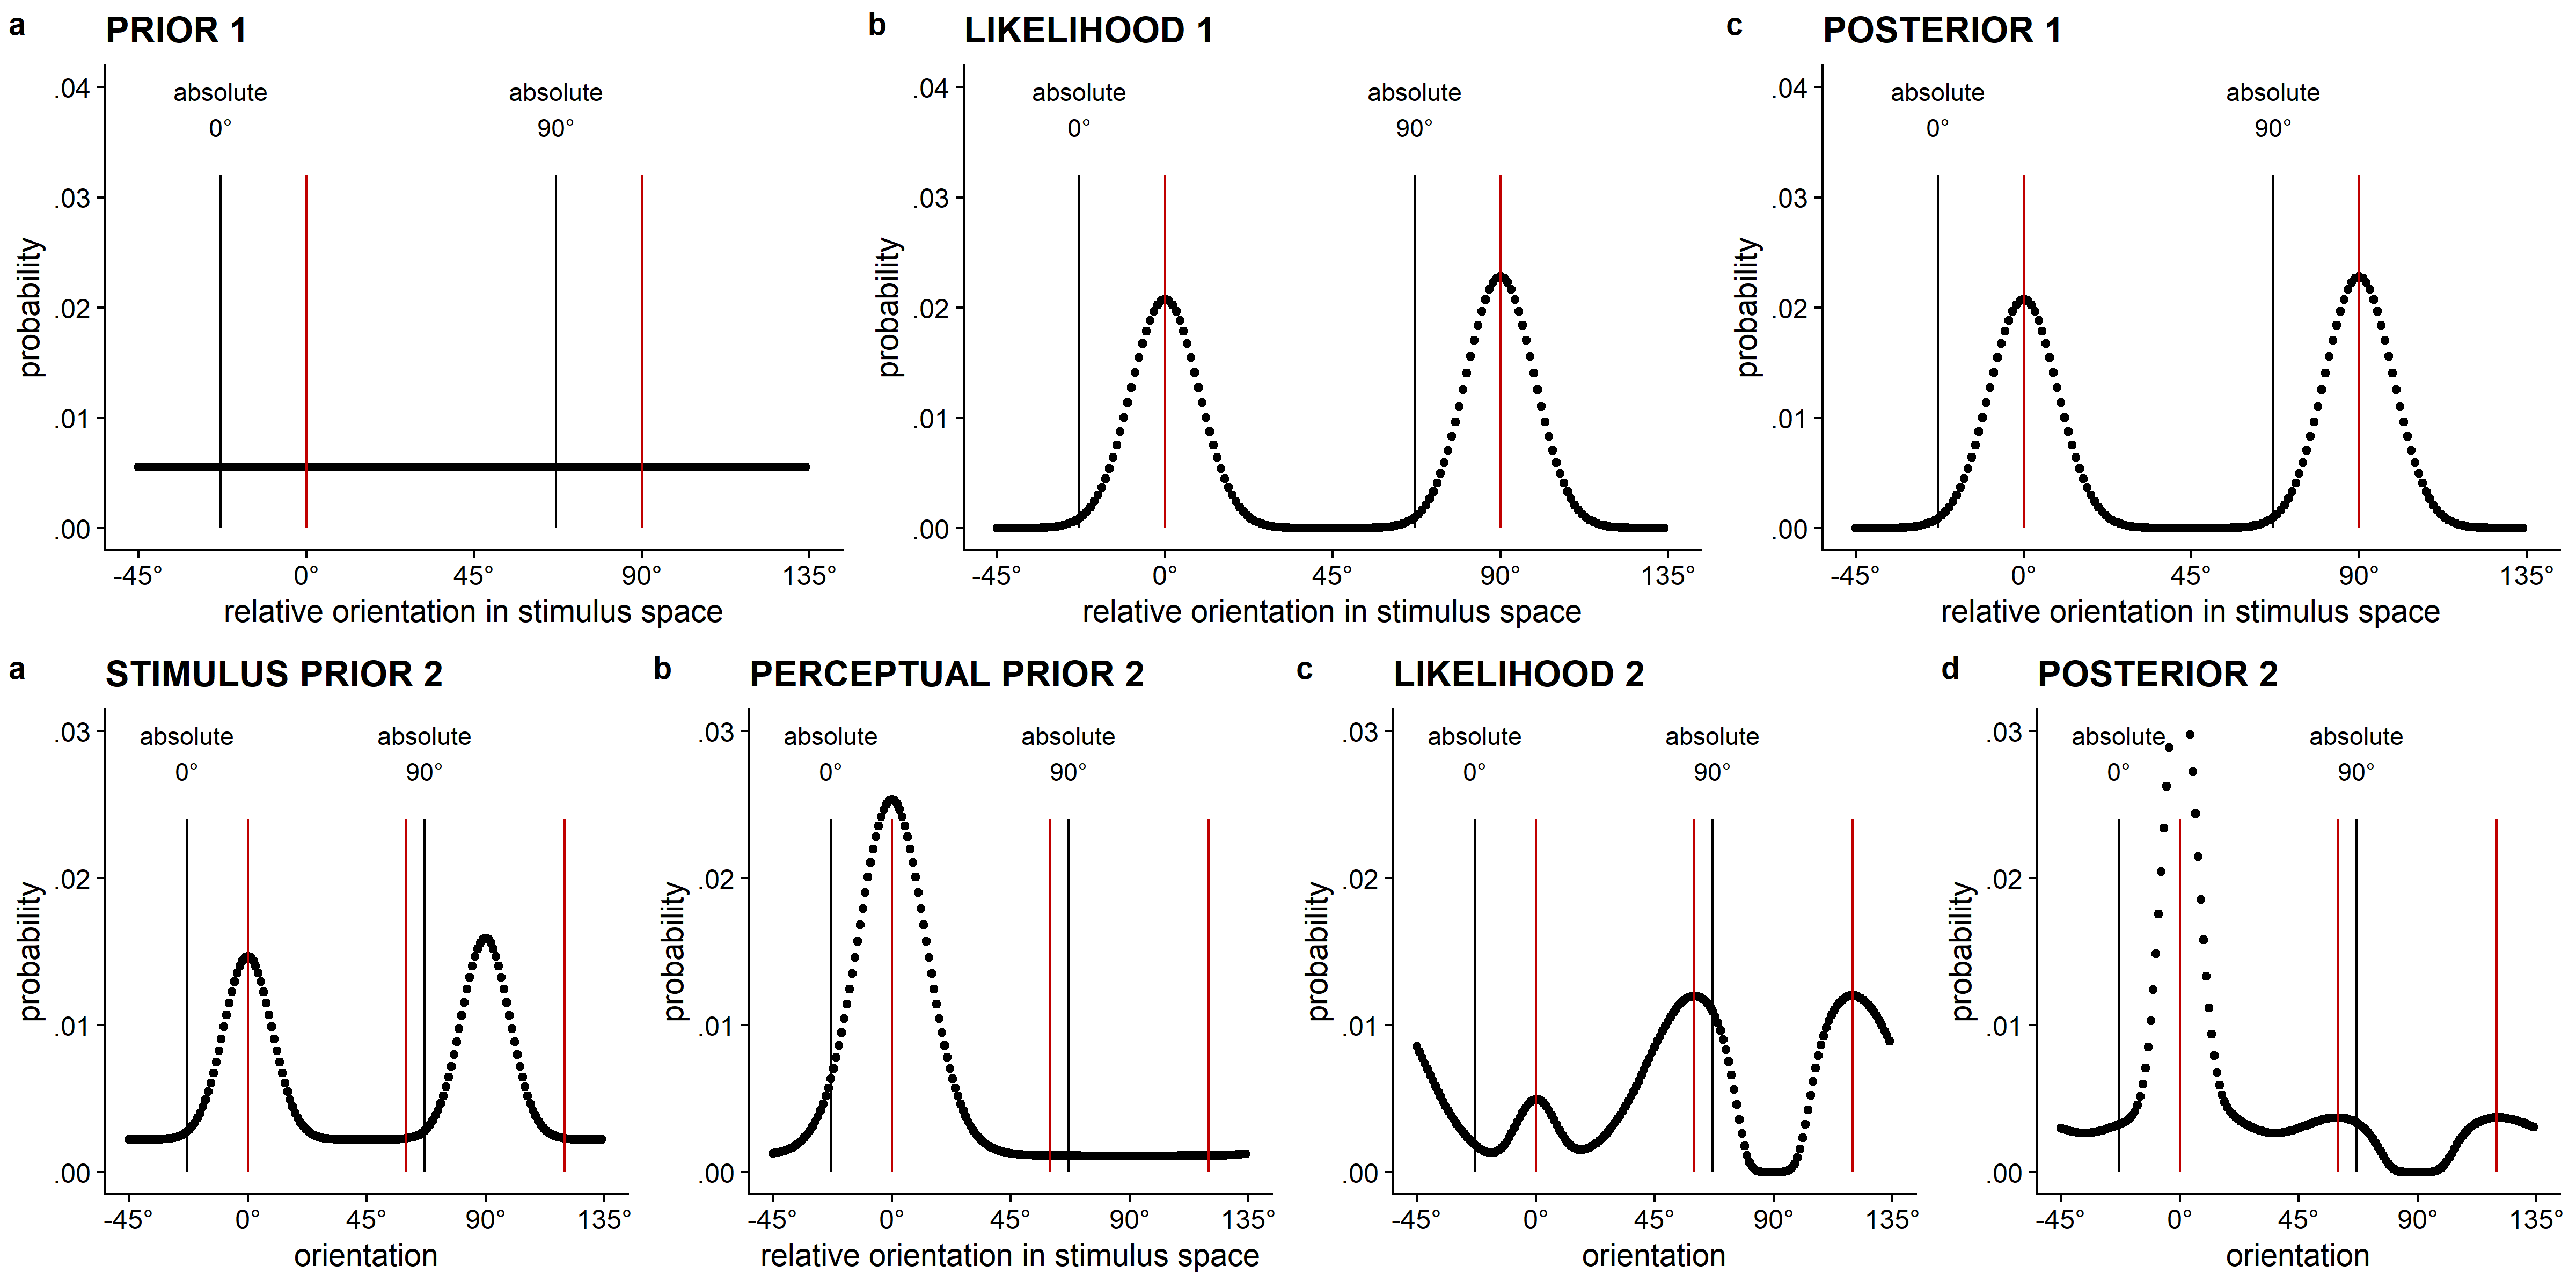 a PRIOR 1
absolute absolute
0° 90°
.04
.03
.02
.01
.00
probability
-45° 0° 45° 90° 135°
relative orientation in stimulus space
b LIKELIHOOD 1
absolute absolute
0° 90°
.04
.03
.02
.01
.00
probability
-45° 0° 45° 90° 135°
relative orientation in stimulus space
c POSTERIOR 1
absolute absolute
0° 90°
.04
.03
.02
.01
.00
probability
-45° 0° 45° 90° 135°
relative orientation in stimulus space
a STIMULUS PRIOR 2
absolute absolute
0° 90°
.03
.02
.01
.00
probability
-45° 0° 45° 90° 135°
orientation
b PERCEPTUAL PRIOR 2
absolute absolute
0° 90°
.03
.02
.01
.00
probability
-45° 0° 45° 90° 135°
relative orientation in stimulus space
c LIKELIHOOD 2
absolute absolute
0° 90°
.03
.02
.01
.00
probability
-45° 0° 45° 90° 135°
orientation
d POSTERIOR 2
absolute absolute
0° 90°
.03
.02
.01
.00
probability
-45° 0° 45° 90° 135°
orientation